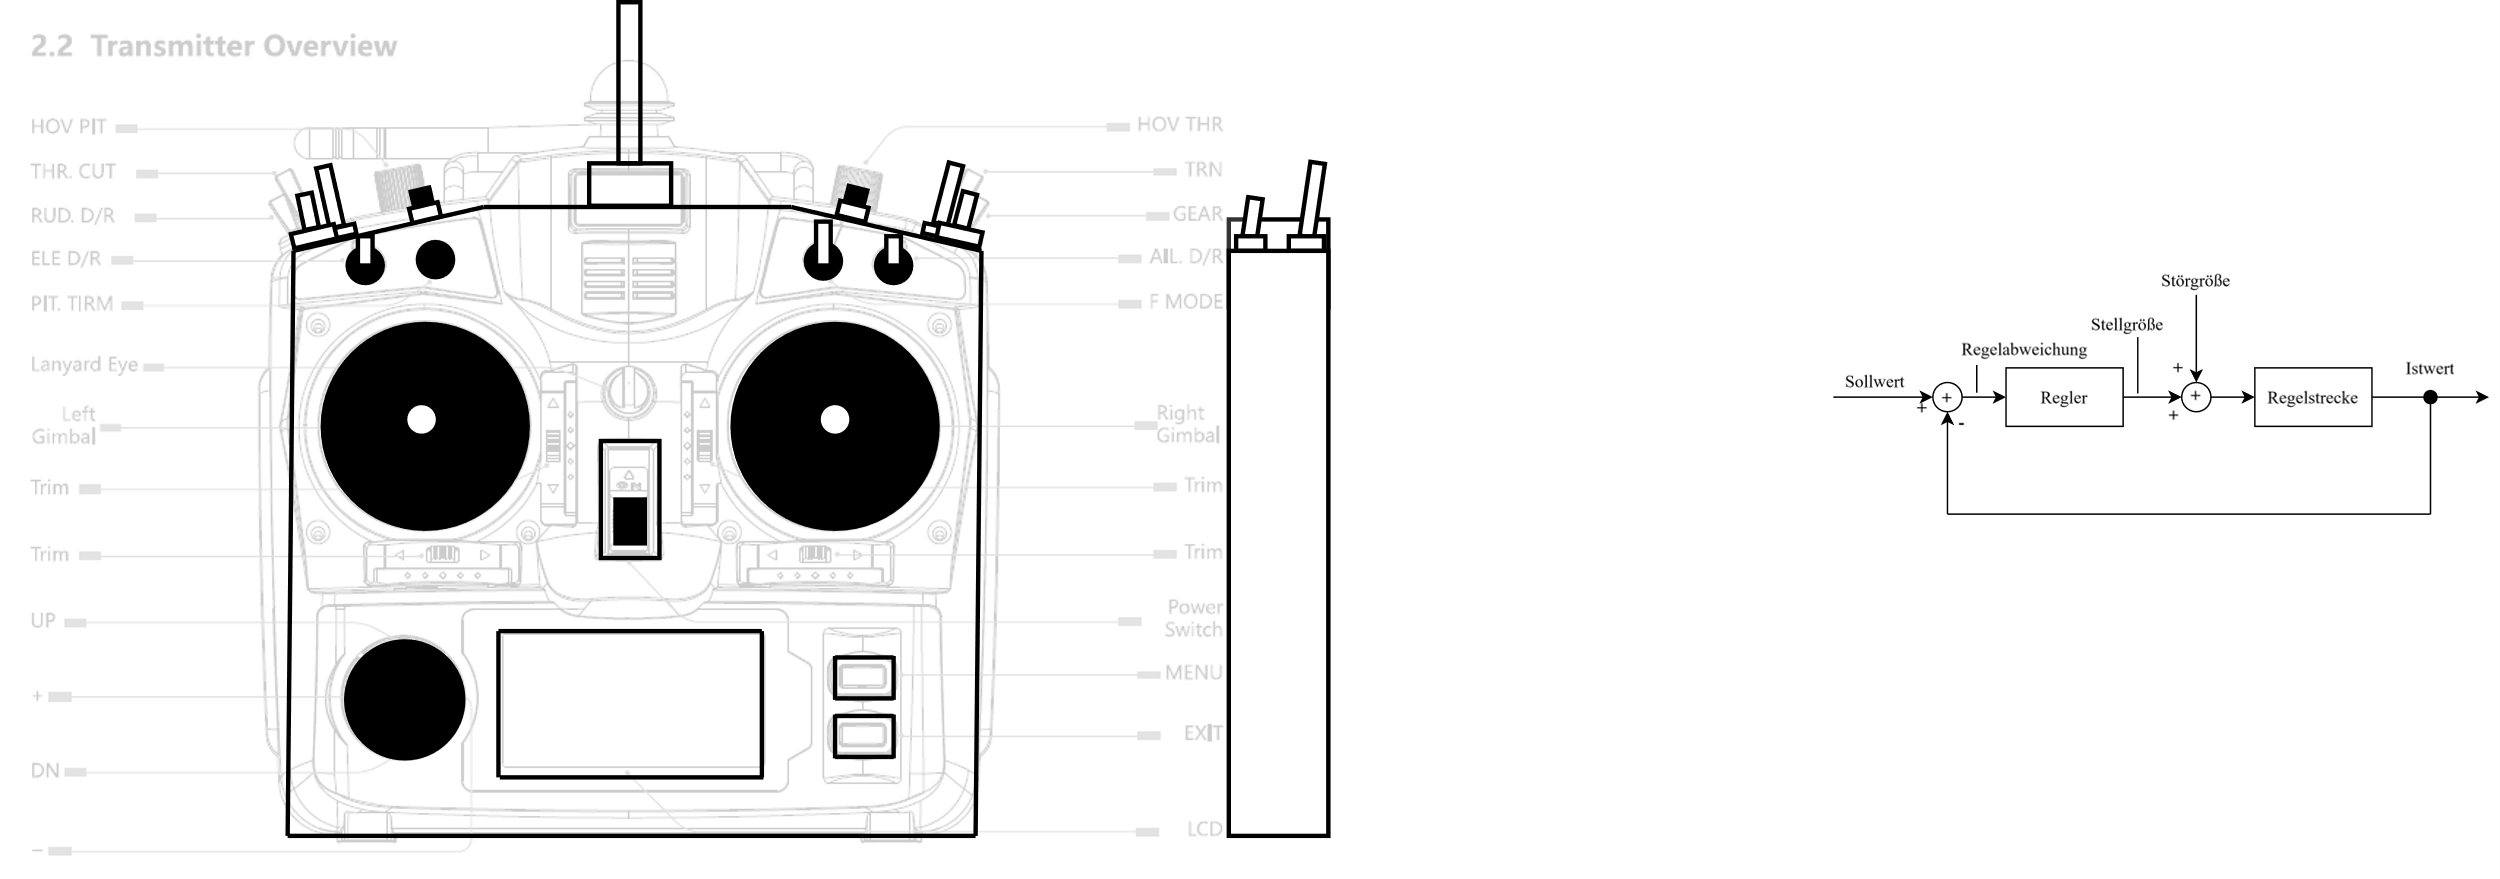 2.2 Transmitter Overview
HOV PIT
THR. CUT
RUD. D/R
ELE D/R
PIT. TIRM
Lanyard Eye
Left
Gimbal
Trim
Trim
UP
+
DN
−
ON
HOV THR
TRN
GEAR
AIL. D/R
F MODE
Right
Gimbal
Trim
Trim
Power
Switch
MENU
EXIT
LCD
Störgröße
Stellgröße
Regelabweichung
Sollwert
+
+
-
Regler
+
+
+
Regelstrecke
Istwert